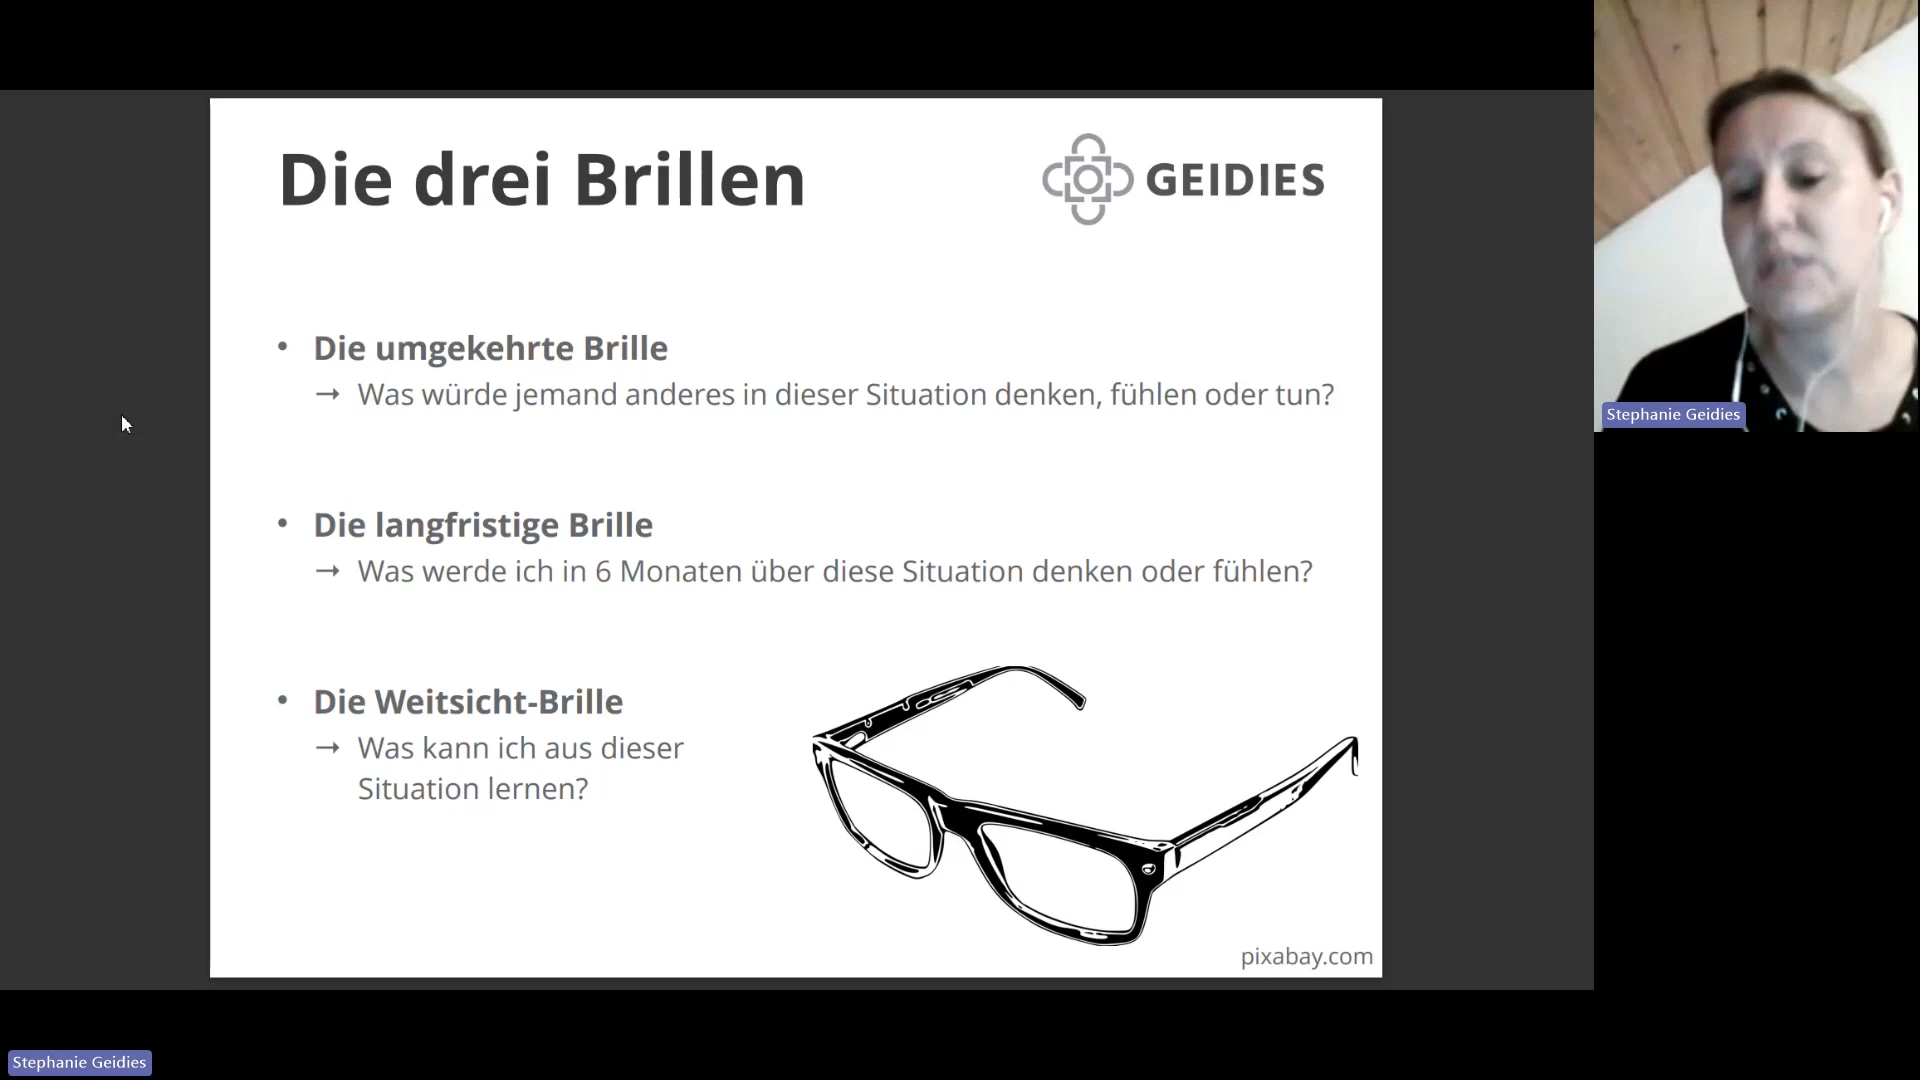 Die drei Brillen
GEIDIES
• Die umgekehrte Brille
→ Was würde jemand anderes in dieser Situation denken, fühlen oder tun?
• Die langfristige Brille
→ Was werde ich in 6 Monaten über diese Situation denken oder fühlen?
• Die Weitsicht-Brille
→ Was kann ich aus dieser
Situation lernen?
pixabay.com
Stephanie Geidies
Stephanie Geidies